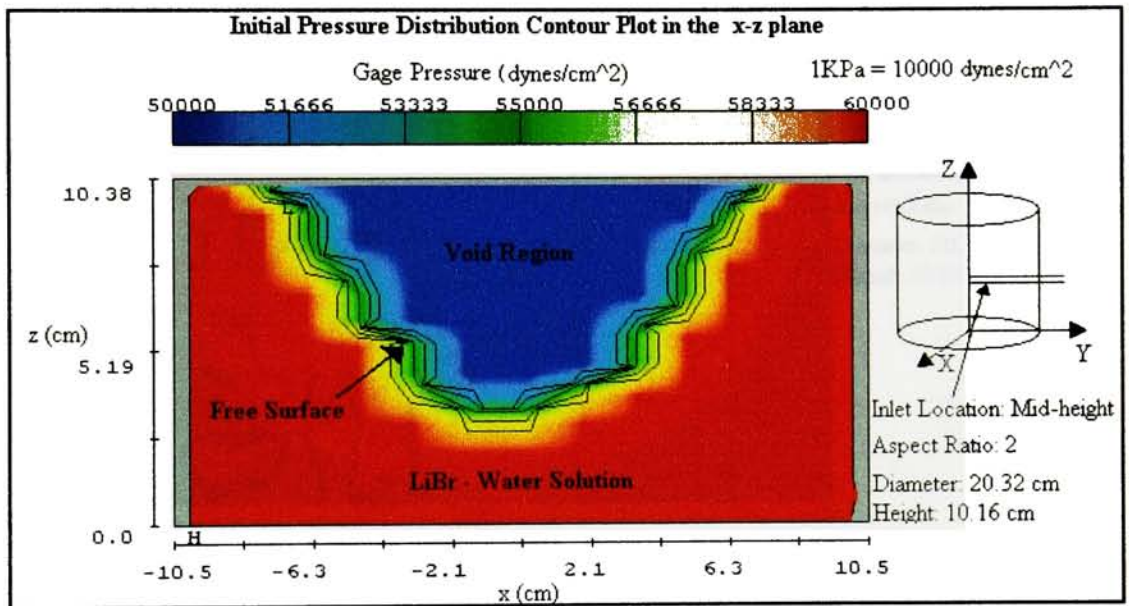 Initial Pressure Distribution Contour Plot in the x-z plane
Gage Pressure (dynes/cm^2)
1KPa = 10000 dynes/cm^2
50000 51666 53333 55000 56666 58333 60000
10.38
z (cm)
5.19
0.0
Void Region
Free Surface
LiBr - Water Solution
L
H
-10.5 -6.3 -2.1 2.1 6.3 10.5
x (cm)
Z
X
Y
Inlet Location: Mid-height
Aspect Ratio: 2
Diameter: 20.32 cm
Height: 10.16 cm